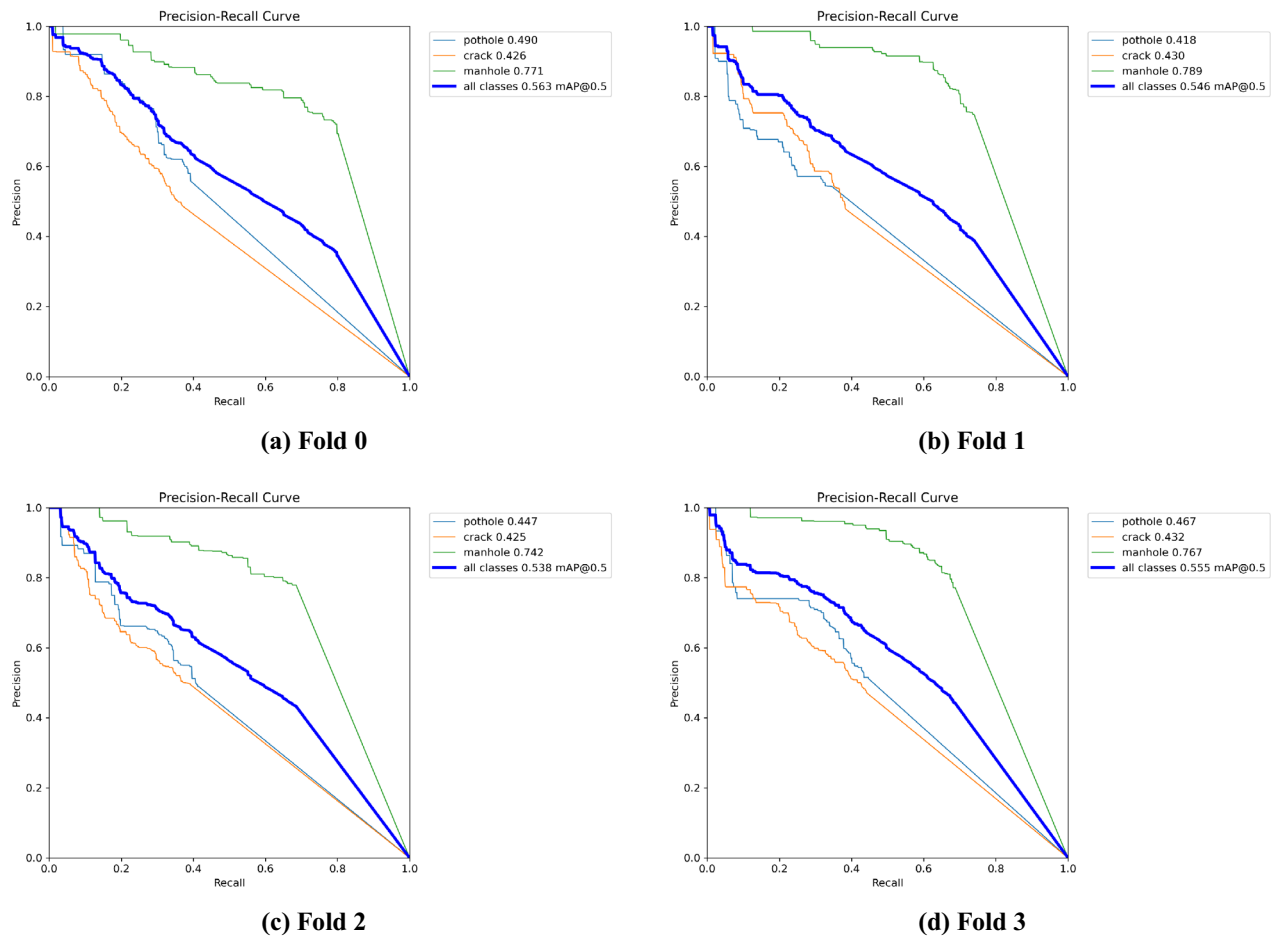 Precision-Recall Curve
1.0
0.8
0.6
0.4
0.2
0.0
Precision
0.0 0.2 0.4 0.6 0.8 1.0
Recall
pothole 0.490
crack 0.426
manhole 0.771
all classes 0.563 mAP@0.5
(a) Fold 0
Precision-Recall Curve
1.0
0.8
0.6
0.4
0.2
0.0
Precision
0.0 0.2 0.4 0.6 0.8 1.0
Recall
pothole 0.418
crack 0.430
manhole 0.789
all classes 0.546 mAP@0.5
(b) Fold 1
Precision-Recall Curve
1.0
0.8
0.6
0.4
0.2
0.0
Precision
0.0 0.2 0.4 0.6 0.8 1.0
Recall
pothole 0.447
crack 0.425
manhole 0.742
all classes 0.538 mAP@0.5
(c) Fold 2
Precision-Recall Curve
1.0
0.8
0.6
0.4
0.2
0.0
Precision
0.0 0.2 0.4 0.6 0.8 1.0
Recall
pothole 0.467
crack 0.432
manhole 0.767
all classes 0.555 mAP@0.5
(d) Fold 3